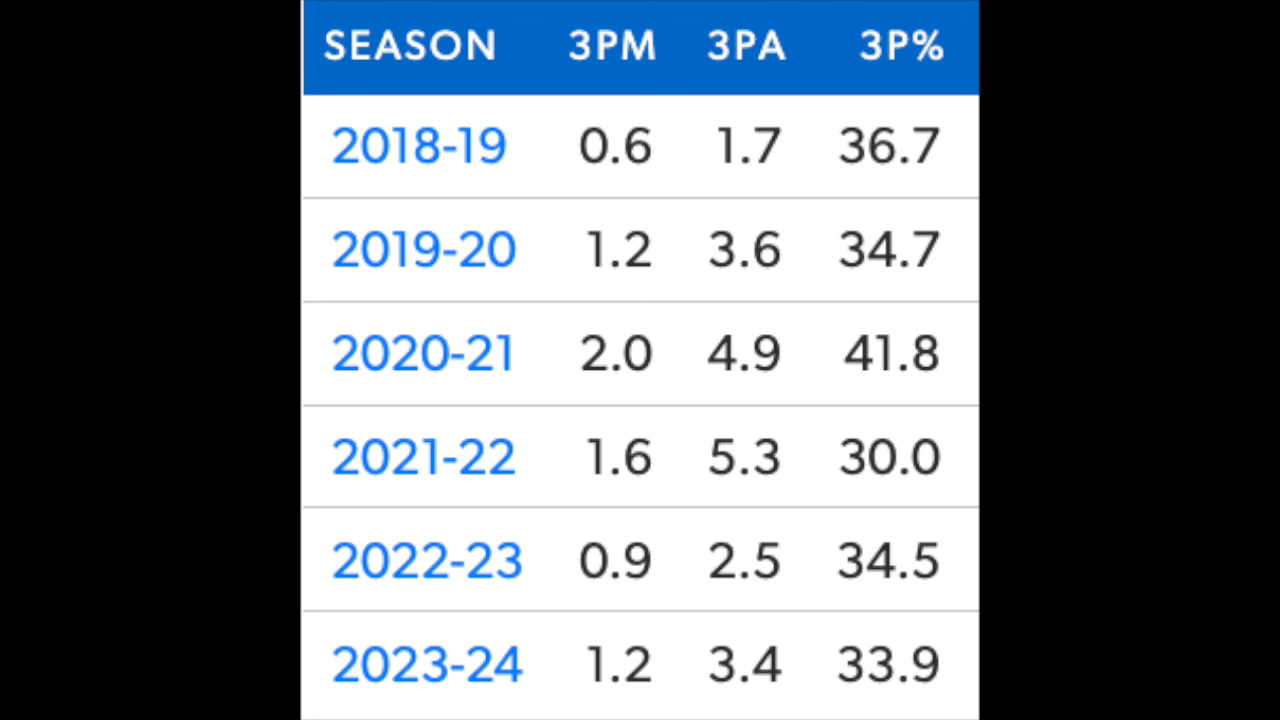 SEASON 3PM 3PA 3P%
2018-19 0.6 1.7 36.7
2019-20 1.2 3.6 34.7
2020-21 2.0 4.9 41.8
2021-22 1.6 5.3 30.0
2022-23 0.9 2.5 34.5
2023-24 1.2 3.4 33.9